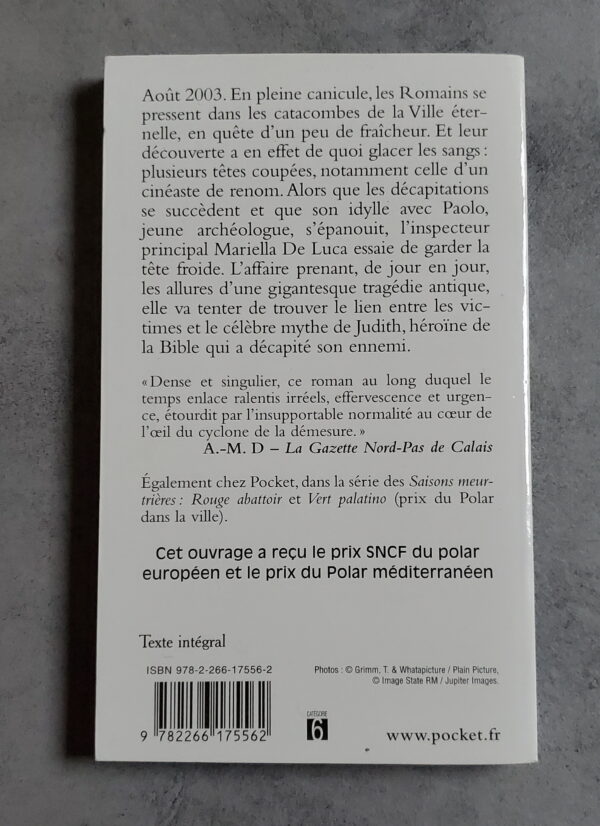 Août 2003. En pleine canicule, les Romains se
pressent dans les catacombes de la Ville éter-
nelle, en quête d'un peu de fraîcheur. Et leur
découverte a en effet de quoi glacer les sangs :
plusieurs têtes coupées, notamment celle d'un
cinéaste de renom. Alors que les décapitations
se succèdent et que son idylle avec Paolo,
jeune archéologue, s'épanouit, l'inspecteur
principal Mariella De Luca essaie de garder la
tête froide. L'affaire prenant, de jour en jour,
les allures d'une gigantesque tragédie antique,
elle va tenter de trouver le lien entre les vic-
times et le célèbre mythe de Judith, héroïne de
la Bible qui a décapité son ennemi.
« Dense et singulier, ce roman au long duquel le
temps enlace ralentis irréels, effervescence et urgen-
ce, étourdit par l'insupportable normalité au cœur de
l'œil du cyclone de la démesure. »
A.-M. D – La Gazette Nord-Pas de Calais
Également chez Pocket, dans la série des Saisons meur-
trières : Rouge abattoir et Vert palatino (prix du Polar
dans la ville).
Cet ouvrage a reçu le prix SNCF du polar
européen et le prix du Polar méditerranéen
Texte intégral
ISBN 978-2-266-17556-2
Photos : © Grimm, T. & Whatapicture / Plain Picture,
© Image State RM / Jupiter Images.
CATÉGORIE
6
9 782266 175562
www.pocket.fr